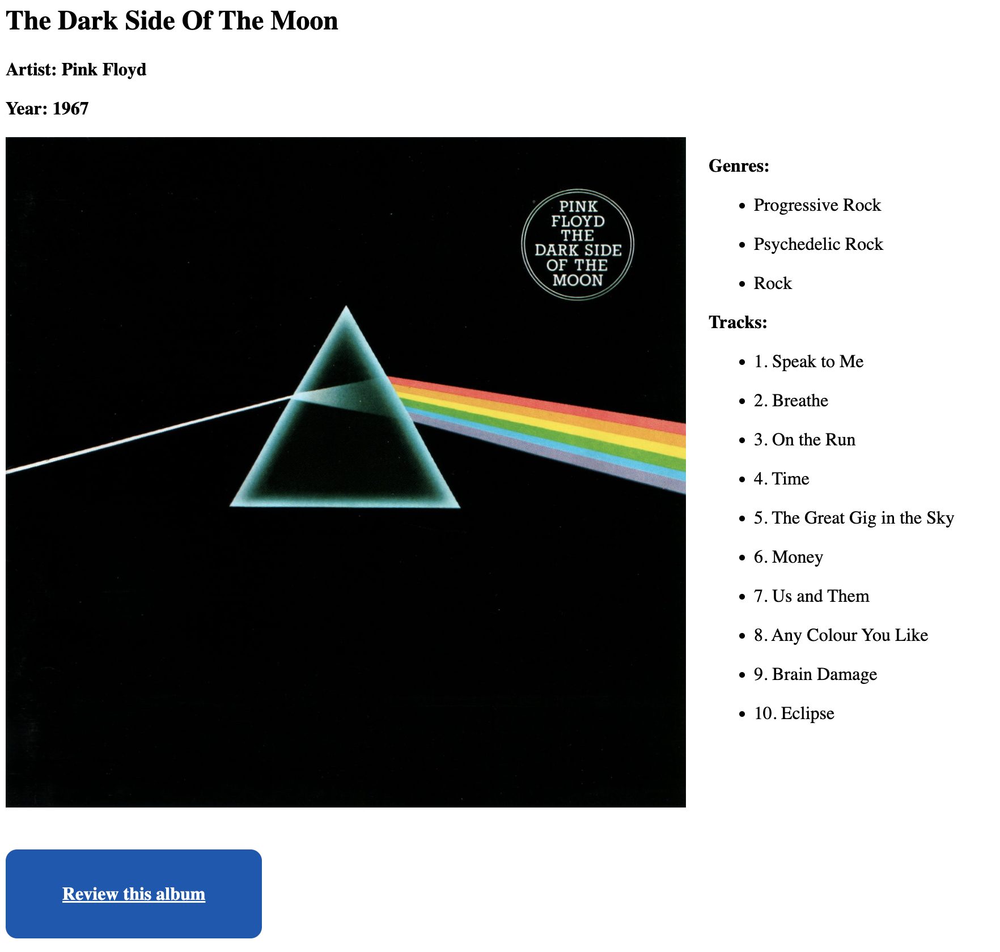 The Dark Side Of The Moon
Artist: Pink Floyd
Year: 1967
PINK
FLOYD
THE
DARK SIDE
OF THE
MOON
Genres:
Progressive Rock
Psychedelic Rock
Rock
Tracks:
1. Speak to Me
2. Breathe
3. On the Run
4. Time
5. The Great Gig in the Sky
6. Money
7. Us and Them
8. Any Colour You Like
9. Brain Damage
10. Eclipse
Review this album